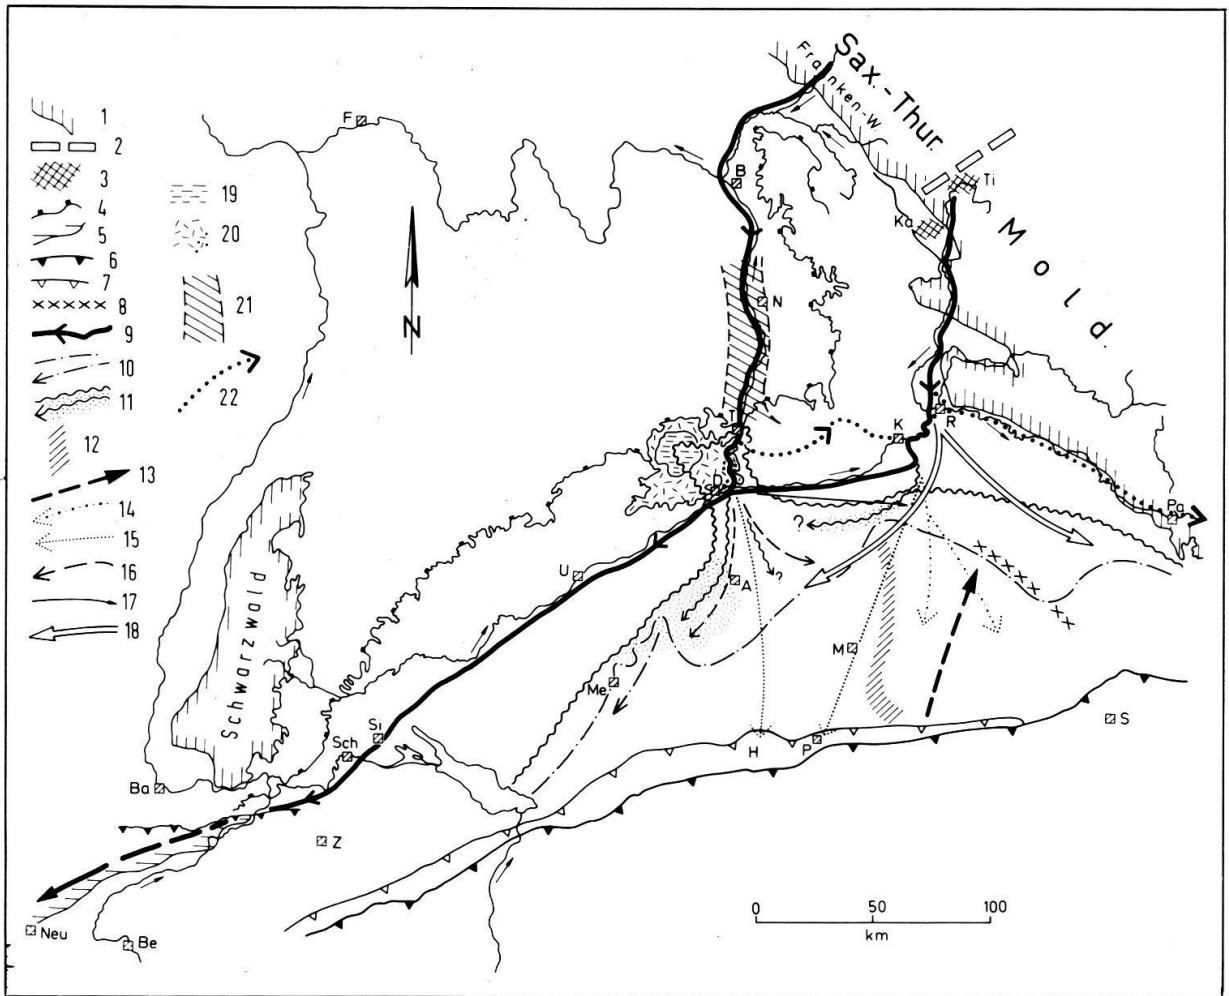 Sax.-Thur.
Franken-W.
Mold.
1
2
3
4
5
6
7
8
9
10
11
12
13
14
15
16
17
18
19
20
21
22
F
B
Ti
Ka
N
N
T
K
R
D
Pa
?
?
U
A
M
Me
Schwarzwald
Si
Sch
H
P
S
Ba
Z
Neu
Be
0 50 100
km